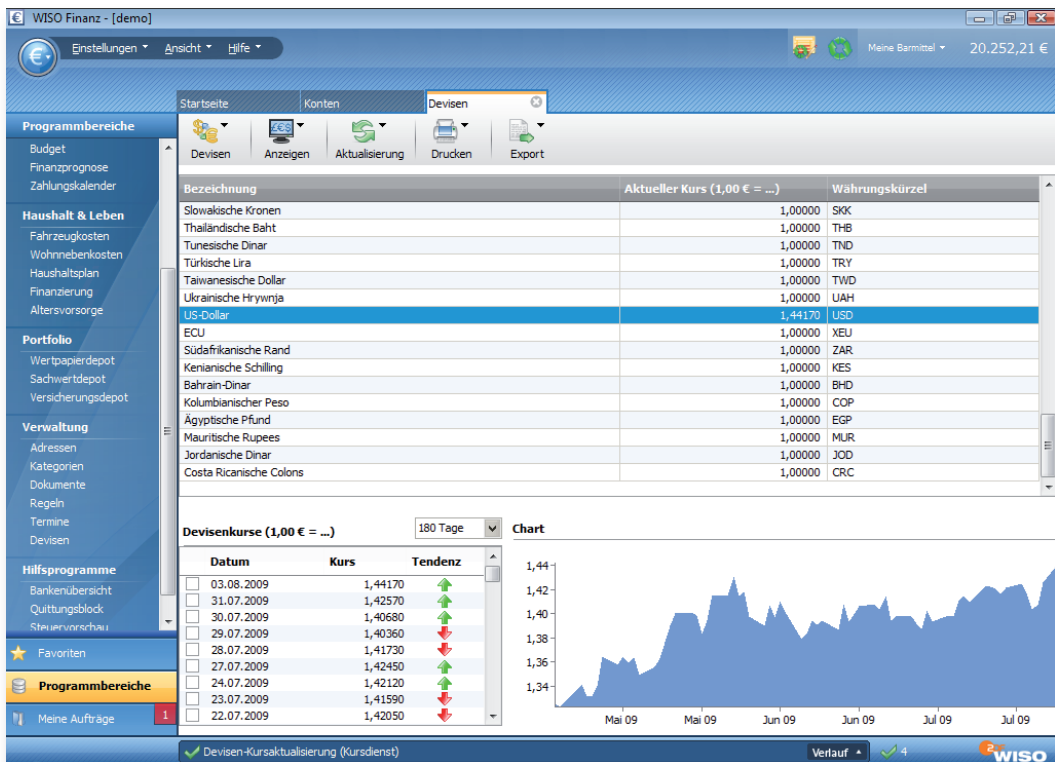 WISO Finanz - [demo]
Einstellungen Ansicht Hilfe
Meine Barmittel 20.252,21 €
Startseite Konten Devisen
Devisen Anzeigen Aktualisierung Drucken Export
Programmbereiche
Budget
Finanzprognose
Zahlungskalender
Haushalt & Leben
Fahrzeugkosten
Wohnnebenkosten
Haushaltsplan
Finanzierung
Altersvorsorge
Portfolio
Wertpapierdepot
Sachwertdepot
Versicherungsdepot
Verwaltung
Adressen
Kategorien
Dokumente
Regeln
Termine
Devisen
Hilfsprogramme
Bankenübersicht
Quittungsblock
Steuervorschau
Favoriten
Programmbereiche
Meine Aufträge 1
Bezeichnung Aktueller Kurs (1,00 € = ...) Währungskürzel
Slowakische Kronen 1,00000 SKK
Thailändische Baht 1,00000 THB
Tunesische Dinar 1,00000 TND
Türkische Lira 1,00000 TRY
Taiwanesische Dollar 1,00000 TWD
Ukrainische Hrywnja 1,00000 UAH
US-Dollar 1,44170 USD
ECU 1,00000 XEU
Südafrikanische Rand 1,00000 ZAR
Kenianische Schilling 1,00000 KES
Bahrain-Dinar 1,00000 BHD
Kolumbianischer Peso 1,00000 COP
Ägyptische Pfund 1,00000 EGP
Mauritische Rupees 1,00000 MUR
Jordanische Dinar 1,00000 JOD
Costa Ricanische Colons 1,00000 CRC
Devisenkurse (1,00 € = ...) 180 Tage
Datum Kurs Tendenz
03.08.2009 1,44170
31.07.2009 1,42570
30.07.2009 1,40680
29.07.2009 1,40360
28.07.2009 1,41730
27.07.2009 1,42450
24.07.2009 1,42120
23.07.2009 1,41590
22.07.2009 1,42050
Chart
1,44
1,42
1,40
1,38
1,36
1,34
Mai 09 Mai 09 Jun 09 Jun 09 Jul 09 Jul 09
Devisen-Kursaktualisierung (Kursdienst)
Verlauf 4
WISO